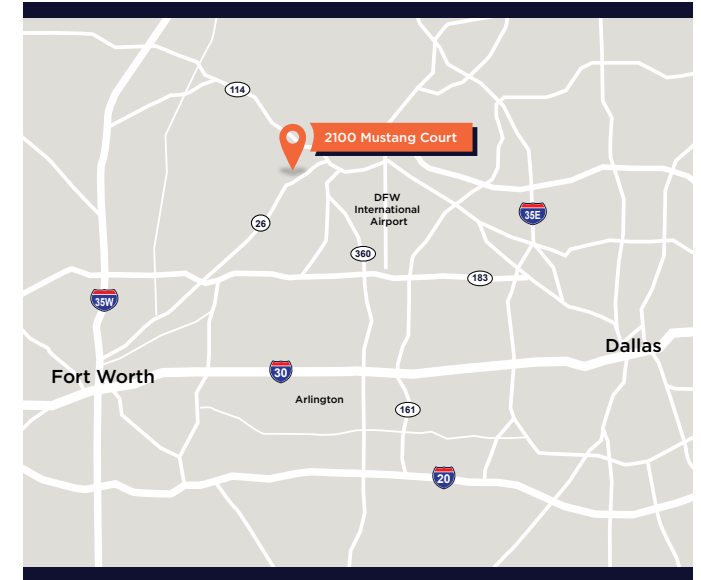 114
2100 Mustang Court
DFW
International
Airport
35E
26
360
183
35W
Dallas
30
Fort Worth
Arlington
161
20